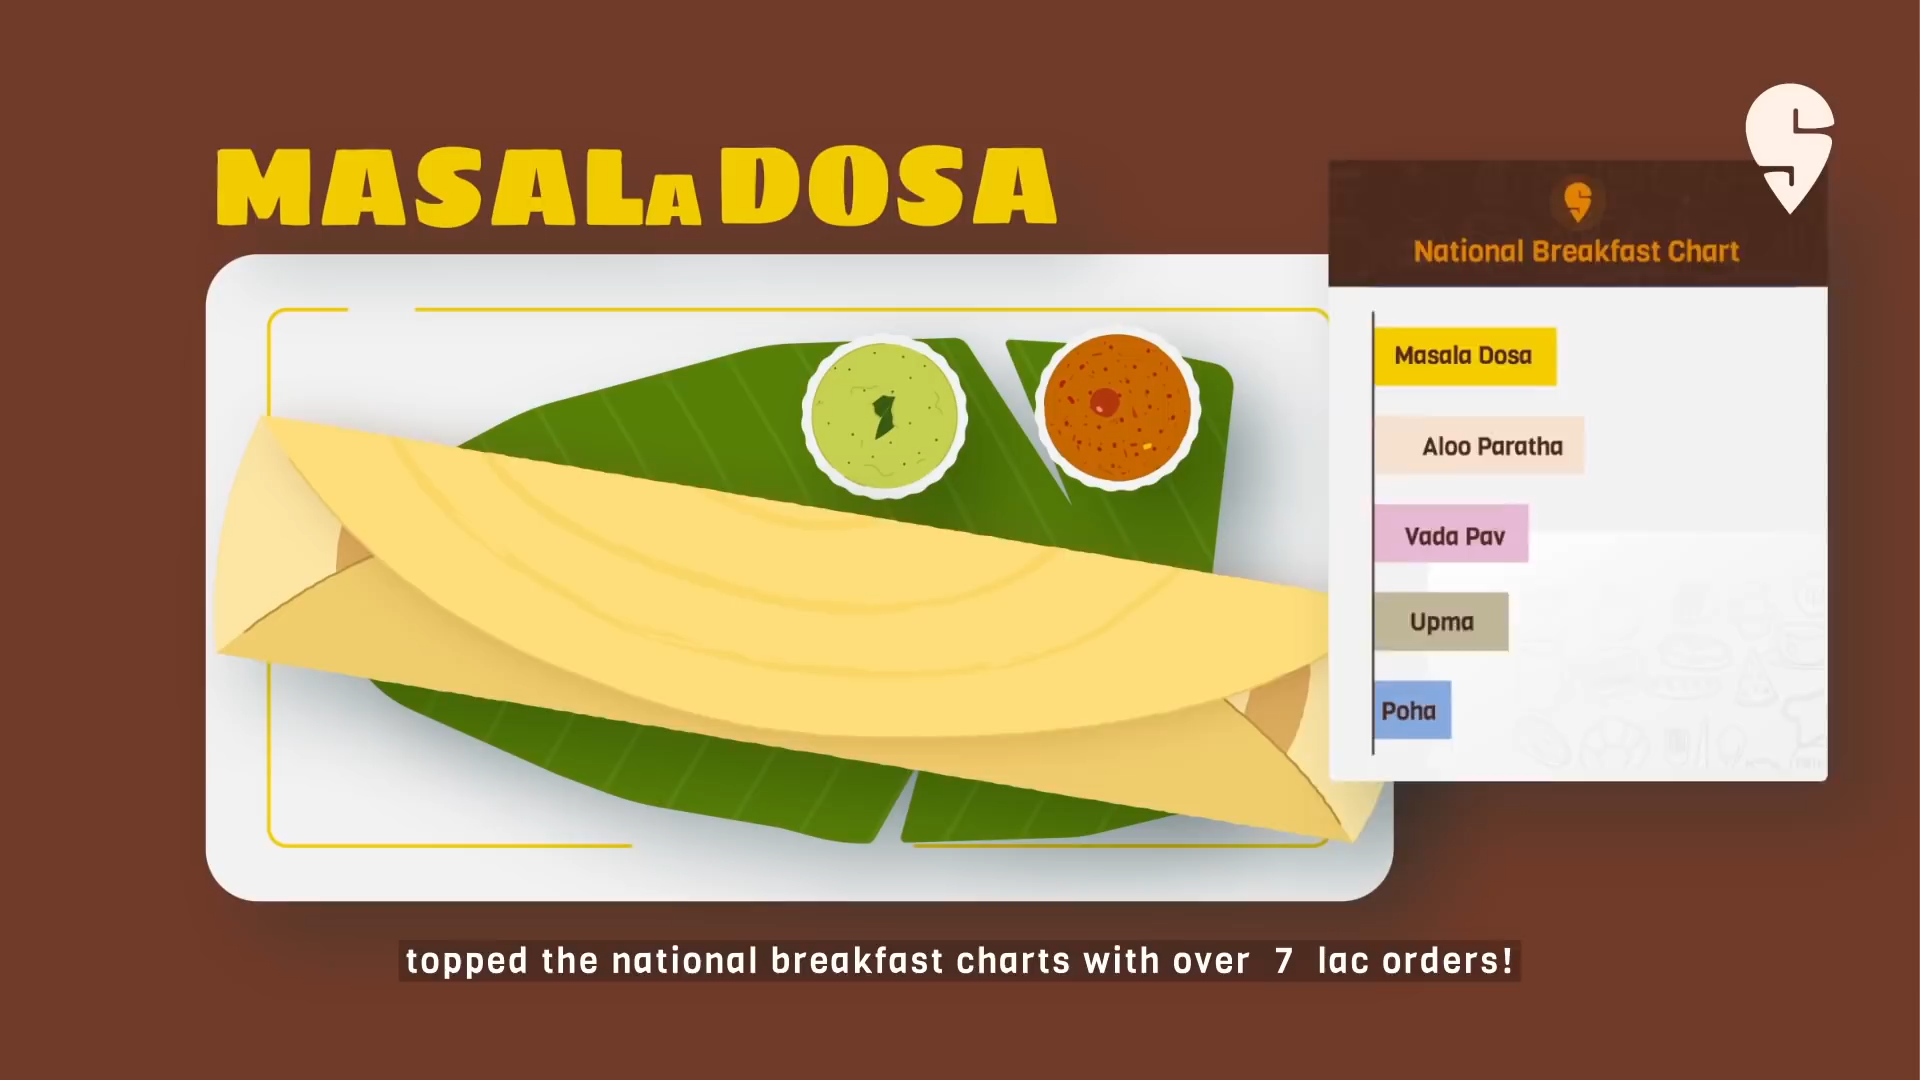 MASALA DOSA
National Breakfast Chart
Masala Dosa
Aloo Paratha
Vada Pav
Upma
Poha
topped the national breakfast charts with over 7 lac orders!